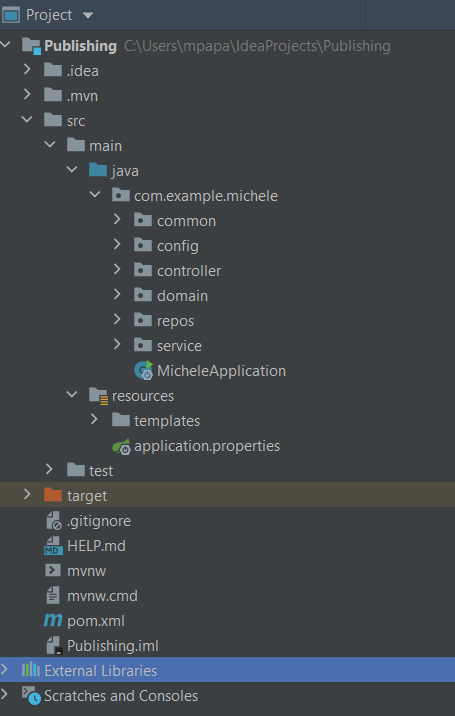 Project
Publishing C:\Users\mpapa\IdeaProjects\Publishing
.idea
.mvn
src
main
java
com.example.michele
common
config
controller
domain
repos
service
MicheleApplication
resources
templates
application.properties
test
target
.gitignore
HELP.md
mvnw
mvnw.cmd
pom.xml
Publishing.iml
External Libraries
Scratches and Consoles